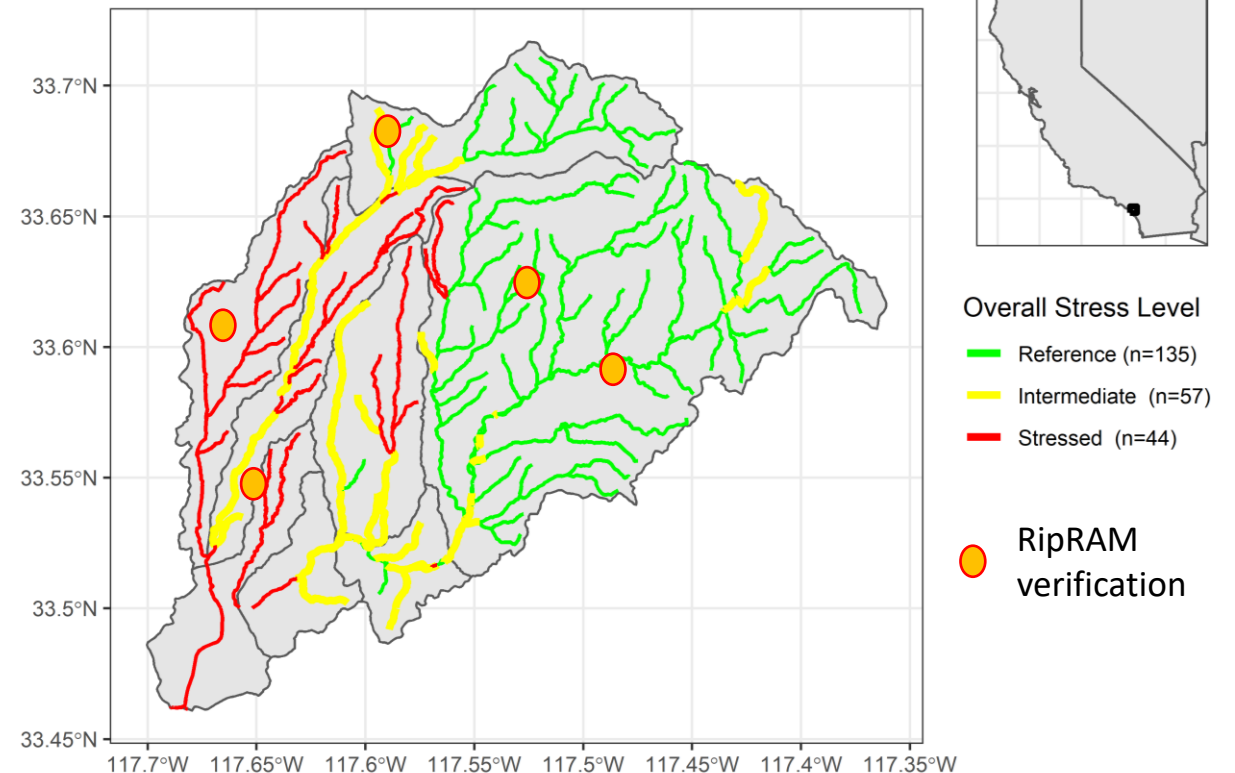 33.7°N
33.65°N
33.6°N
33.55°N
33.5°N
33.45°N
117.7°W 117.65°W 117.6°W 117.55°W 117.5°W 117.45°W 117.4°W 117.35°W
Overall Stress Level
Reference (n=135)
Intermediate (n=57)
Stressed (n=44)
RipRAM
verification